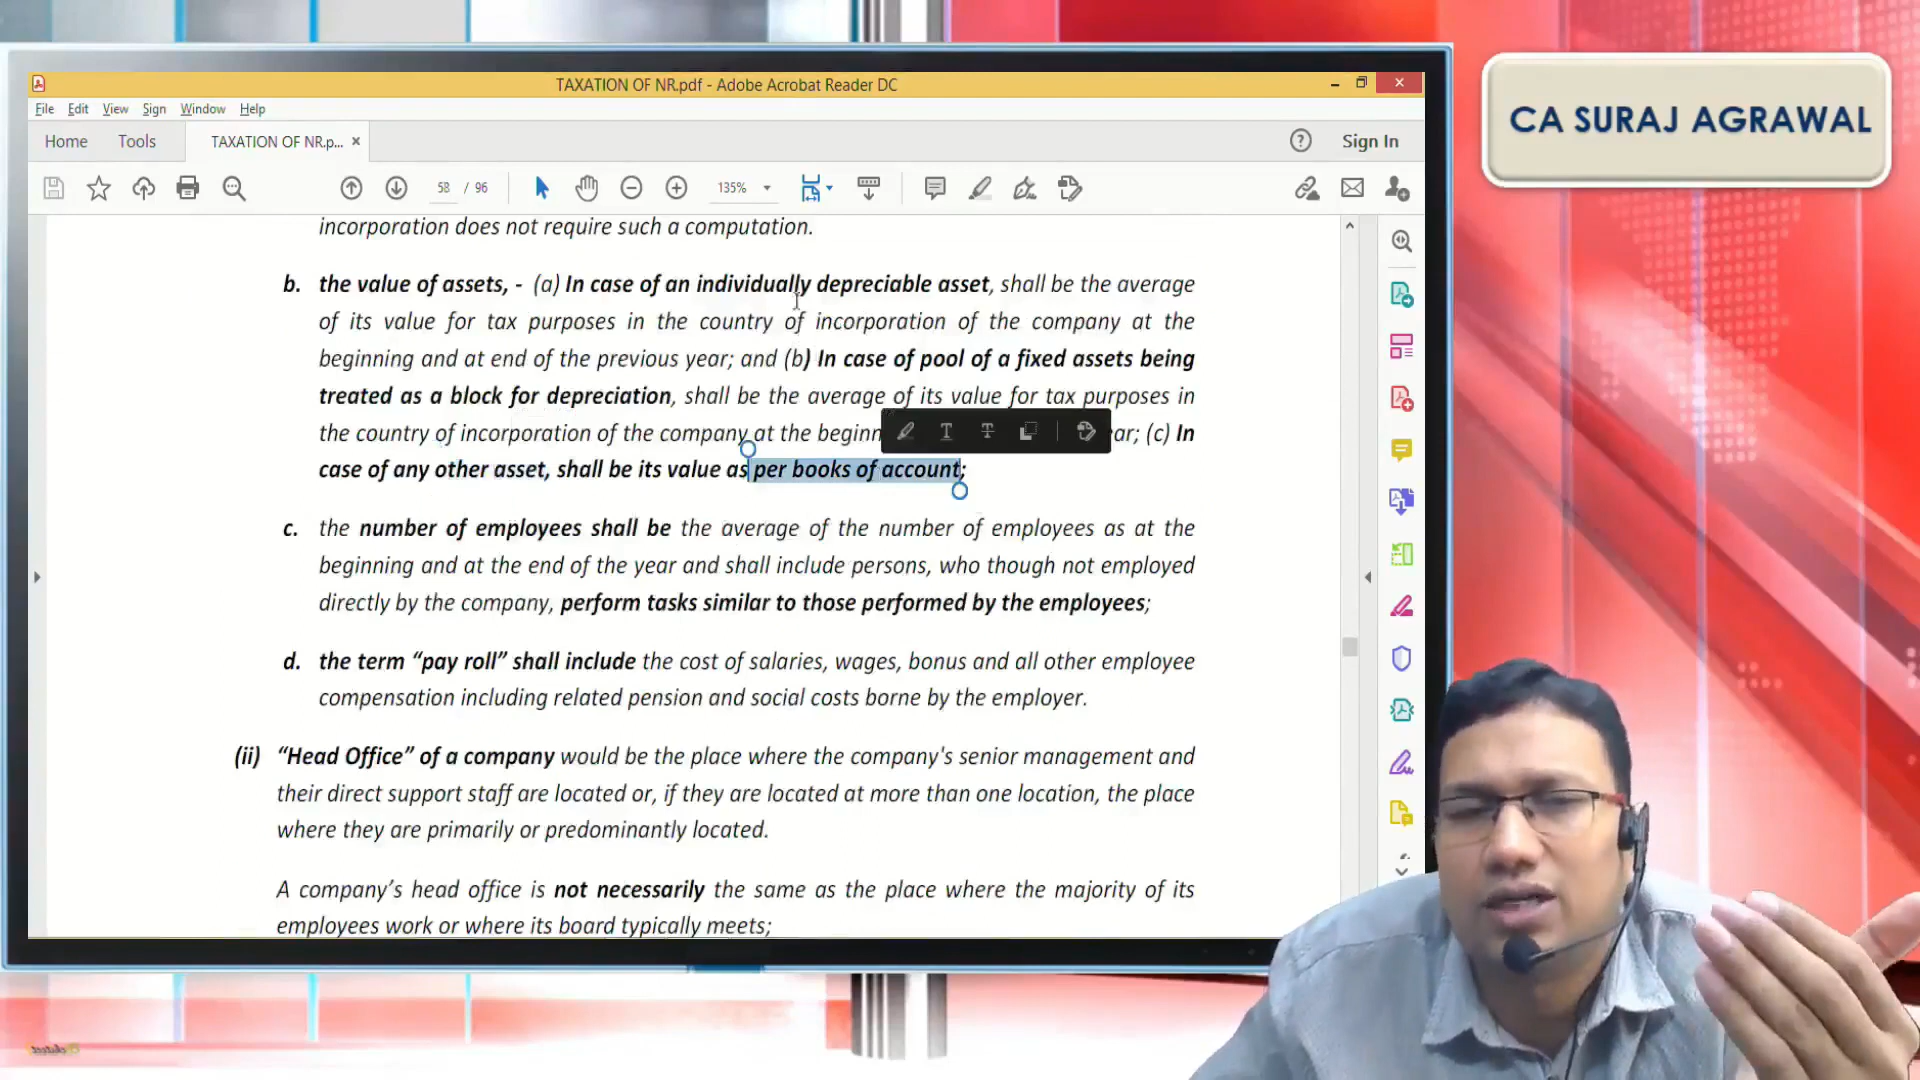 TAXATION OF NR.pdf - Adobe Acrobat Reader DC
CA SURAJ AGRAWAL
File Edit View Sign Window Help
Home Tools TAXATION OF NR.p... × Sign In
58 / 96 135%
incorporation does not require such a computation.
b. the value of assets, - (a) In case of an individually depreciable asset, shall be the average
of its value for tax purposes in the country of incorporation of the company at the
beginning and at end of the previous year; and (b) In case of pool of a fixed assets being
treated as a block for depreciation, shall be the average of its value for tax purposes in
the country of incorporation of the company at the beginn ar; (c) In
case of any other asset, shall be its value as per books of account;
c. the number of employees shall be the average of the number of employees as at the
beginning and at the end of the year and shall include persons, who though not employed
directly by the company, perform tasks similar to those performed by the employees;
d. the term “pay roll” shall include the cost of salaries, wages, bonus and all other employee
compensation including related pension and social costs borne by the employer.
(ii) “Head Office” of a company would be the place where the company's senior management and
their direct support staff are located or, if they are located at more than one location, the place
where they are primarily or predominantly located.
A company’s head office is not necessarily the same as the place where the majority of its
employees work or where its board typically meets;